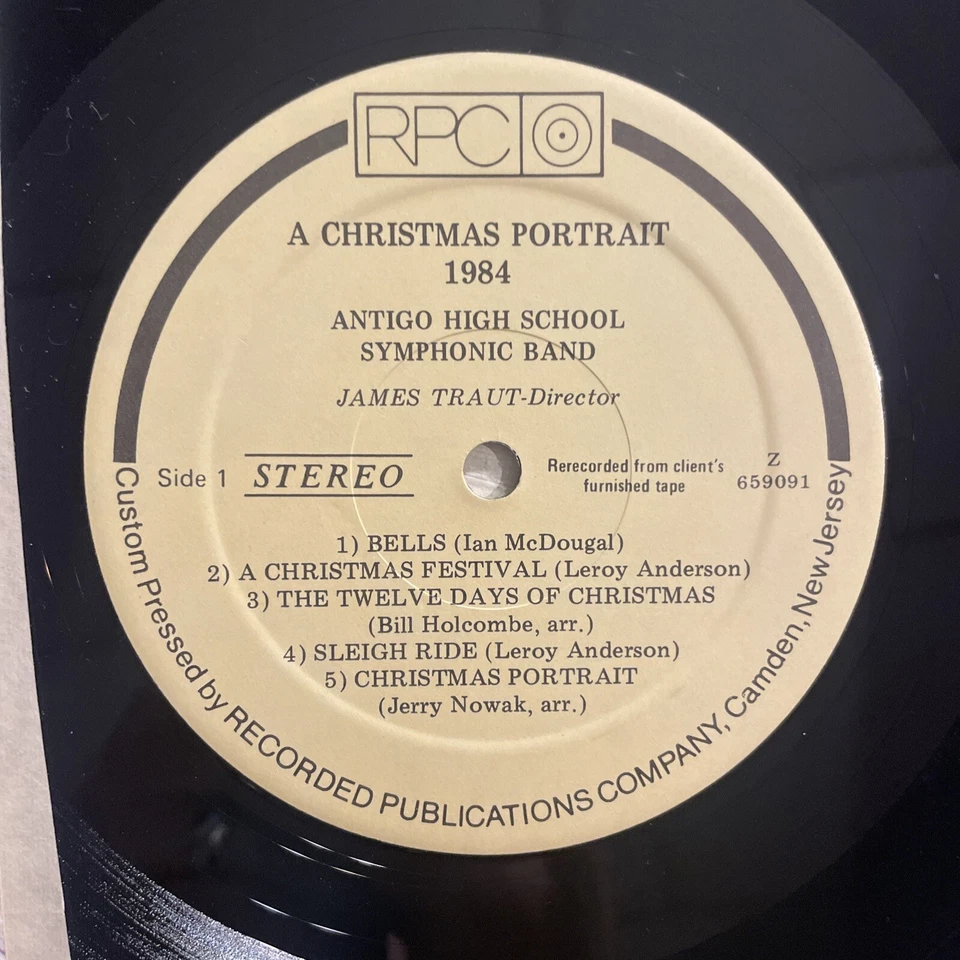 RPC
A CHRISTMAS PORTRAIT
1984
ANTIGO HIGH SCHOOL
SYMPHONIC BAND
JAMES TRAUT-Director
Side 1 STEREO
Rerecorded from client's
furnished tape
Z
659091
1) BELLS (Ian McDougal)
2) A CHRISTMAS FESTIVAL (Leroy Anderson)
3) THE TWELVE DAYS OF CHRISTMAS
(Bill Holcombe, arr.)
4) SLEIGH RIDE (Leroy Anderson)
5) CHRISTMAS PORTRAIT
(Jerry Nowak, arr.)
Custom Pressed by RECORDED PUBLICATIONS COMPANY, Camden, New Jersey